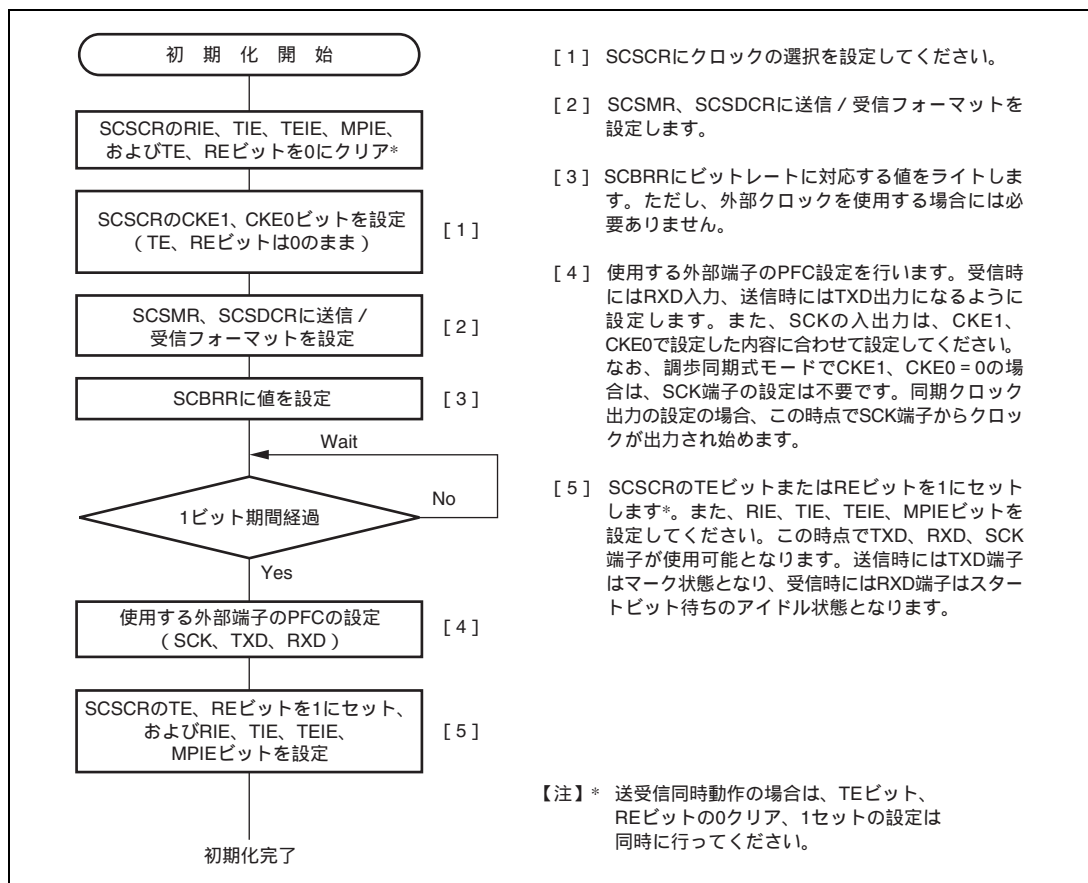 初 期 化 開 始
SCSCRのRIE、TIE、TEIE、MPIE、
およびTE、REビットを0にクリア*
SCSCRのCKE1、CKE0ビットを設定
（TE、REビットは0のまま）
[ 1 ]
SCSMR、SCSDCRに送信 /
受信フォーマットを設定
[ 2 ]
SCBRRに値を設定
[ 3 ]
Wait
1ビット期間経過
No
Yes
使用する外部端子のPFCの設定
（SCK、TXD、RXD）
[ 4 ]
SCSCRのTE、REビットを1にセット、
およびRIE、TIE、TEIE、
MPIEビットを設定
[ 5 ]
初期化完了
[ 1 ] SCSCRにクロックの選択を設定してください。
[ 2 ] SCSMR、SCSDCRに送信 / 受信フォーマットを
設定します。
[ 3 ] SCBRRにビットレートに対応する値をライトしま
す。ただし、外部クロックを使用する場合には必
要ありません。
[ 4 ] 使用する外部端子のPFC設定を行います。受信時
にはRXD入力、送信時にはTXD出力になるように
設定します。また、SCKの入出力は、CKE1、
CKE0で設定した内容に合わせて設定してください。
なお、調歩同期式モードでCKE1、CKE0 = 0の場
合は、SCK端子の設定は不要です。同期クロック
出力の設定の場合、この時点でSCK端子からクロッ
クが出力され始めます。
[ 5 ] SCSCRのTEビットまたはREビットを1にセット
します*。また、RIE、TIE、TEIE、MPIEビットを
設定してください。この時点でTXD、RXD、SCK
端子が使用可能となります。送信時にはTXD端子
はマーク状態となり、受信時にはRXD端子はスター
トビット待ちのアイドル状態となります。
【注】* 送受信同時動作の場合は、TEビット、
REビットの0クリア、1セットの設定は
同時に行ってください。